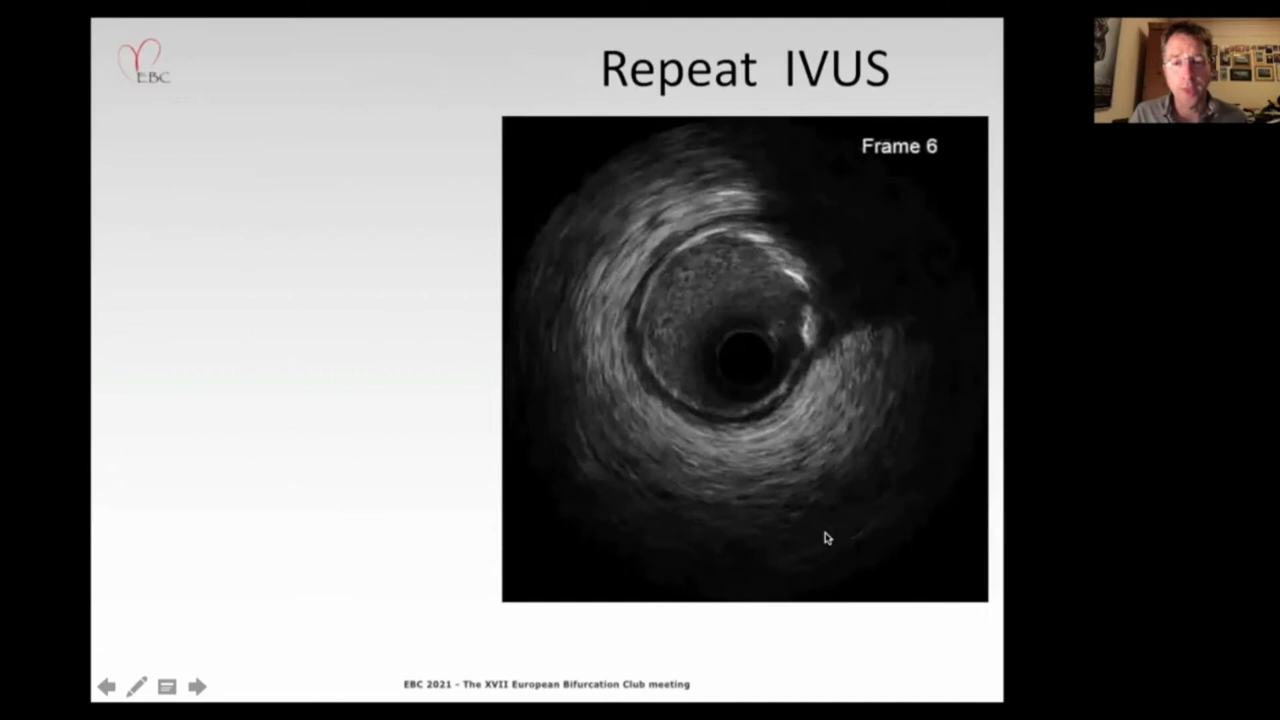 EBC
Repeat IVUS
Frame 6
EBC 2021 - The XVII European Bifurcation Club meeting